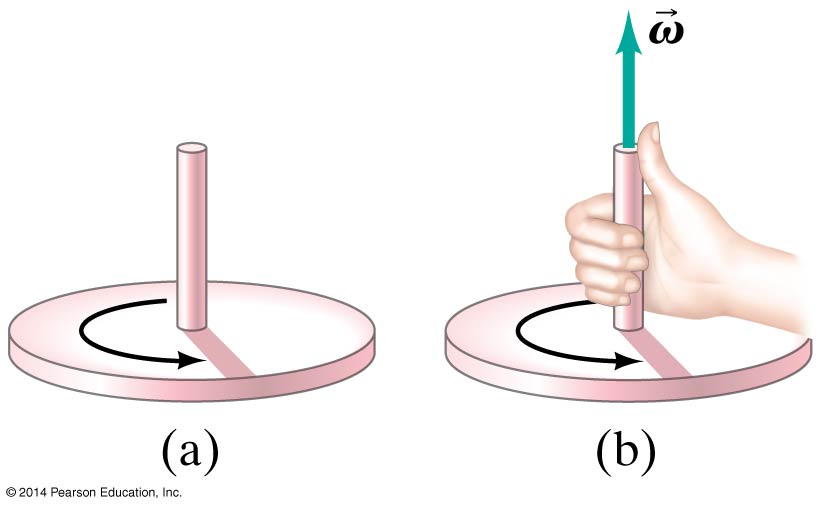 ω⃗
(a)
(b)
© 2014 Pearson Education, Inc.